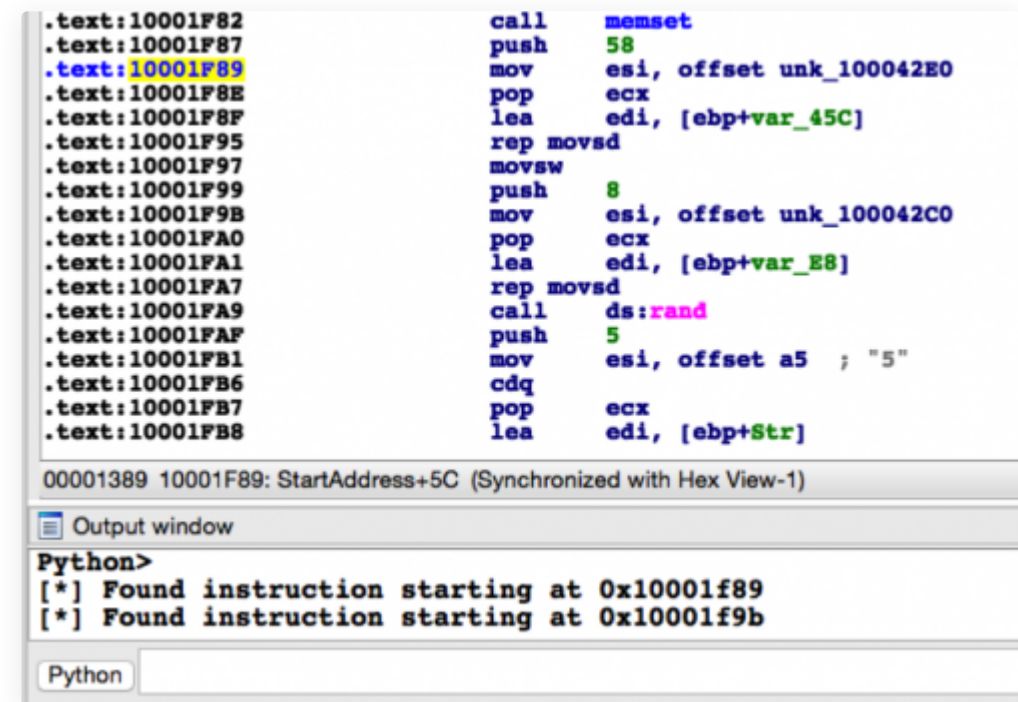 .text:10001F82 call memset
.text:10001F87 push 58
.text:10001F89 mov esi, offset unk_100042E0
.text:10001F8E pop ecx
.text:10001F8F lea edi, [ebp+var_45C]
.text:10001F95 rep movsd
.text:10001F97 movsw
.text:10001F99 push 8
.text:10001F9B mov esi, offset unk_100042C0
.text:10001FA0 pop ecx
.text:10001FA1 lea edi, [ebp+var_E8]
.text:10001FA7 rep movsd
.text:10001FA9 call ds:rand
.text:10001FAF push 5
.text:10001FB1 mov esi, offset a5 ; "5"
.text:10001FB6 cdq
.text:10001FB7 pop ecx
.text:10001FB8 lea edi, [ebp+Str]
00001389 10001F89: StartAddress+5C (Synchronized with Hex View-1)
Output window
Python>
[*] Found instruction starting at 0x10001f89
[*] Found instruction starting at 0x10001f9b
Python